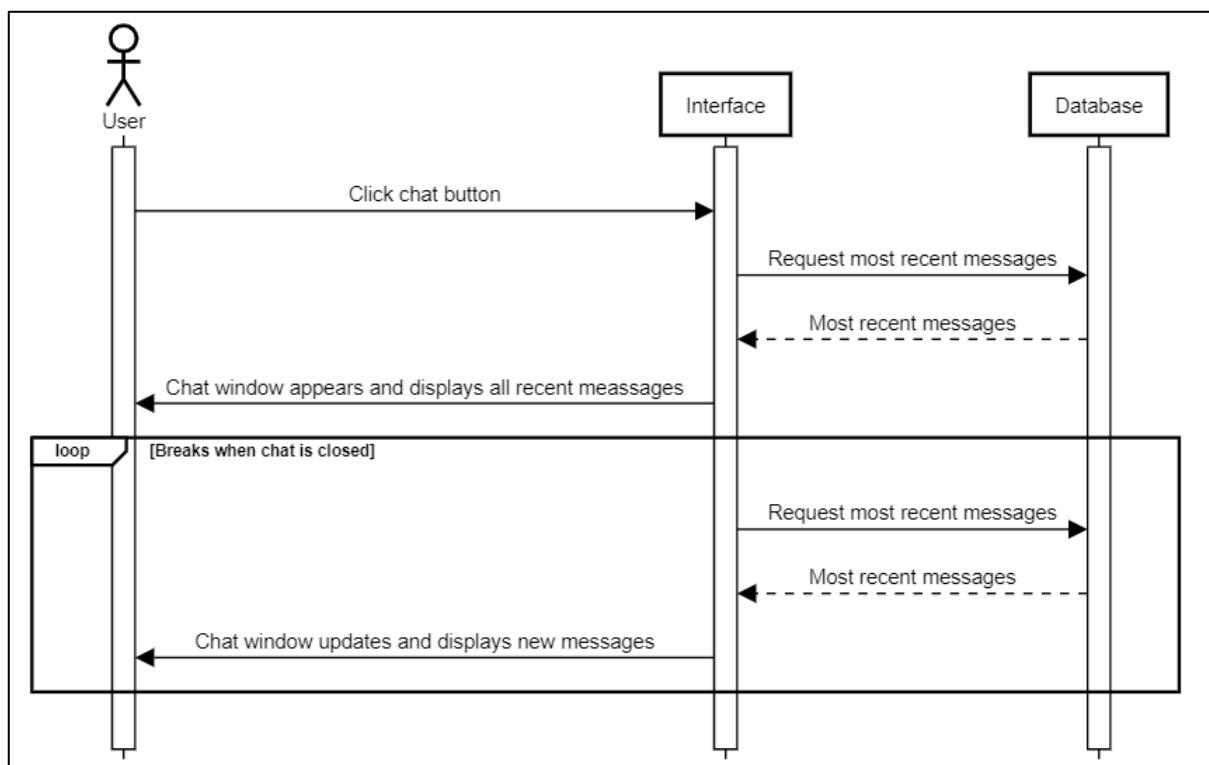 User
Interface
Database
Click chat button
Request most recent messages
Most recent messages
Chat window appears and displays all recent meassages
loop
[Breaks when chat is closed]
Request most recent messages
Most recent messages
Chat window updates and displays new messages